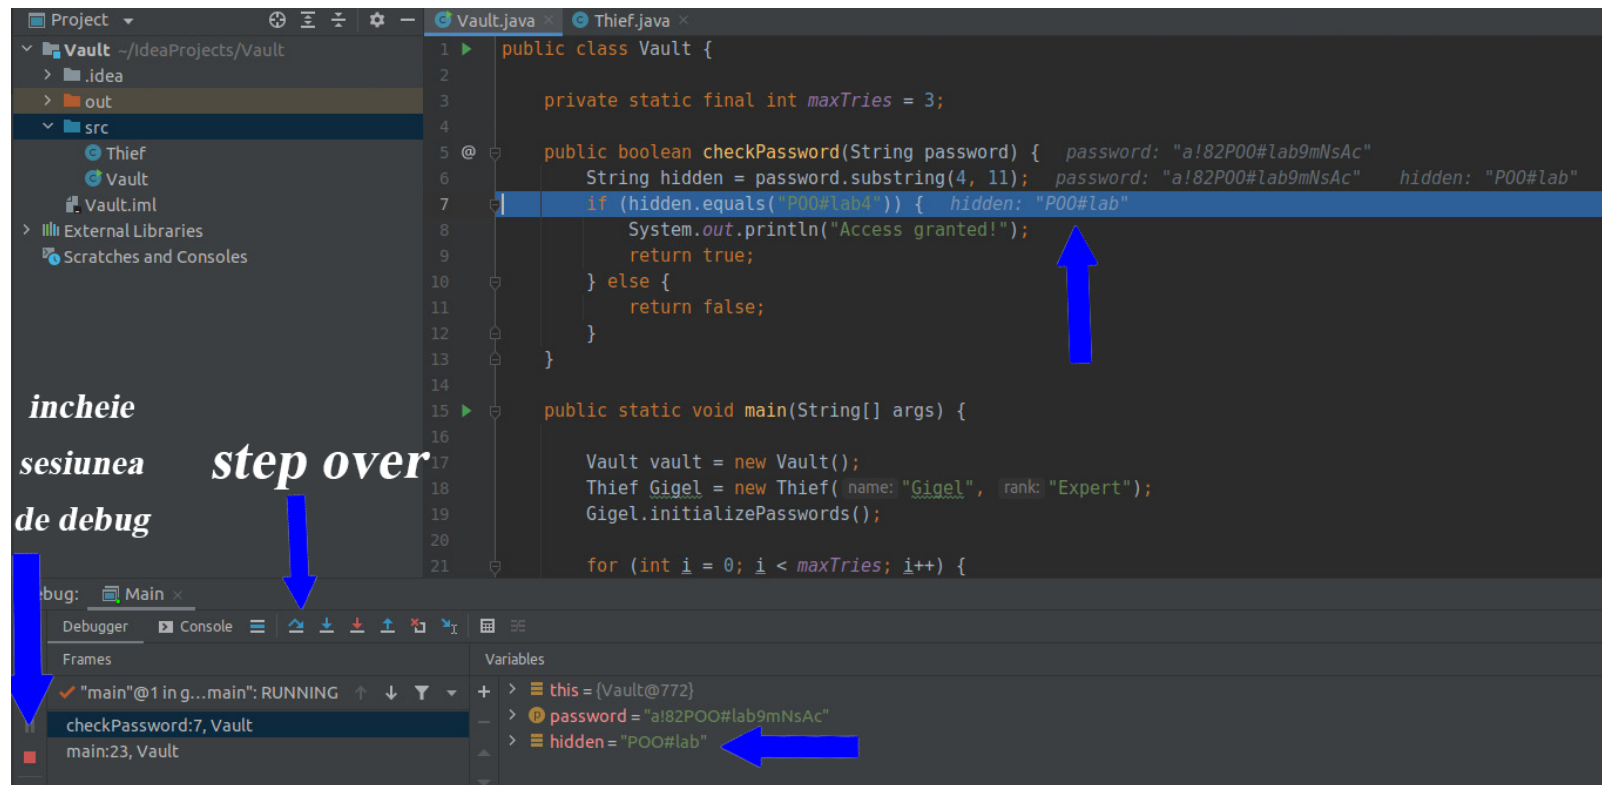 Project
Vault.java
Thief.java
Vault ~/IdeaProjects/Vault
.idea
out
src
Thief
Vault
Vault.iml
External Libraries
Scratches and Consoles
1 public class Vault {
2
3 private static final int maxTries = 3;
4
5 @ public boolean checkPassword(String password) { password: "a!82POO#lab9mNsAc"
6 String hidden = password.substring(4, 11); password: "a!82POO#lab9mNsAc" hidden: "POO#lab"
7 if (hidden.equals("POO#lab4")) { hidden: "POO#lab"
8 System.out.println("Access granted!");
9 return true;
10 } else {
11 return false;
12 }
13 }
14
15 public static void main(String[] args) {
16
17 Vault vault = new Vault();
18 Thief Gigel = new Thief( name: "Gigel", rank: "Expert");
19 Gigel.initializePasswords();
20
21 for (int i = 0; i < maxTries; i++) {
incheie
sesiunea
de debug
step over
bug: Main
Debugger Console
Frames
Variables
"main"@1 in g...main": RUNNING
checkPassword:7, Vault
main:23, Vault
this = {Vault@772}
password = "a!82POO#lab9mNsAc"
hidden = "POO#lab"